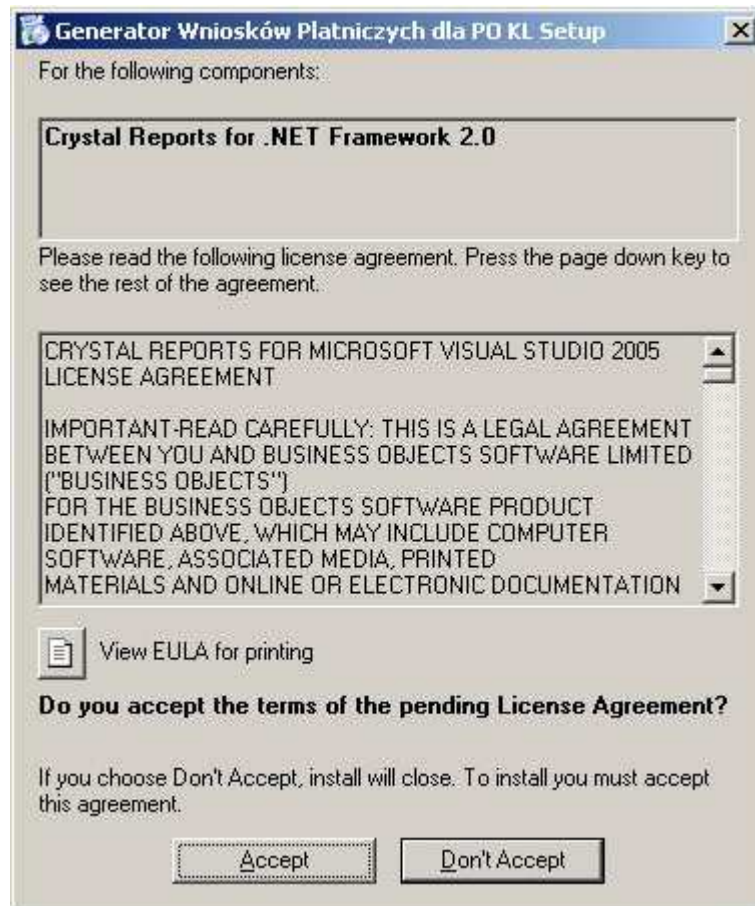 Generator Wniosków Płatniczych dla PO KL Setup
For the following components:
Crystal Reports for .NET Framework 2.0
Please read the following license agreement. Press the page down key to
see the rest of the agreement.
CRYSTAL REPORTS FOR MICROSOFT VISUAL STUDIO 2005
LICENSE AGREEMENT
IMPORTANT-READ CAREFULLY: THIS IS A LEGAL AGREEMENT
BETWEEN YOU AND BUSINESS OBJECTS SOFTWARE LIMITED
("BUSINESS OBJECTS")
FOR THE BUSINESS OBJECTS SOFTWARE PRODUCT
IDENTIFIED ABOVE, WHICH MAY INCLUDE COMPUTER
SOFTWARE, ASSOCIATED MEDIA, PRINTED
MATERIALS AND ONLINE OR ELECTRONIC DOCUMENTATION
View EULA for printing
Do you accept the terms of the pending License Agreement?
If you choose Don't Accept, install will close. To install you must accept
this agreement.
Accept
Don't Accept